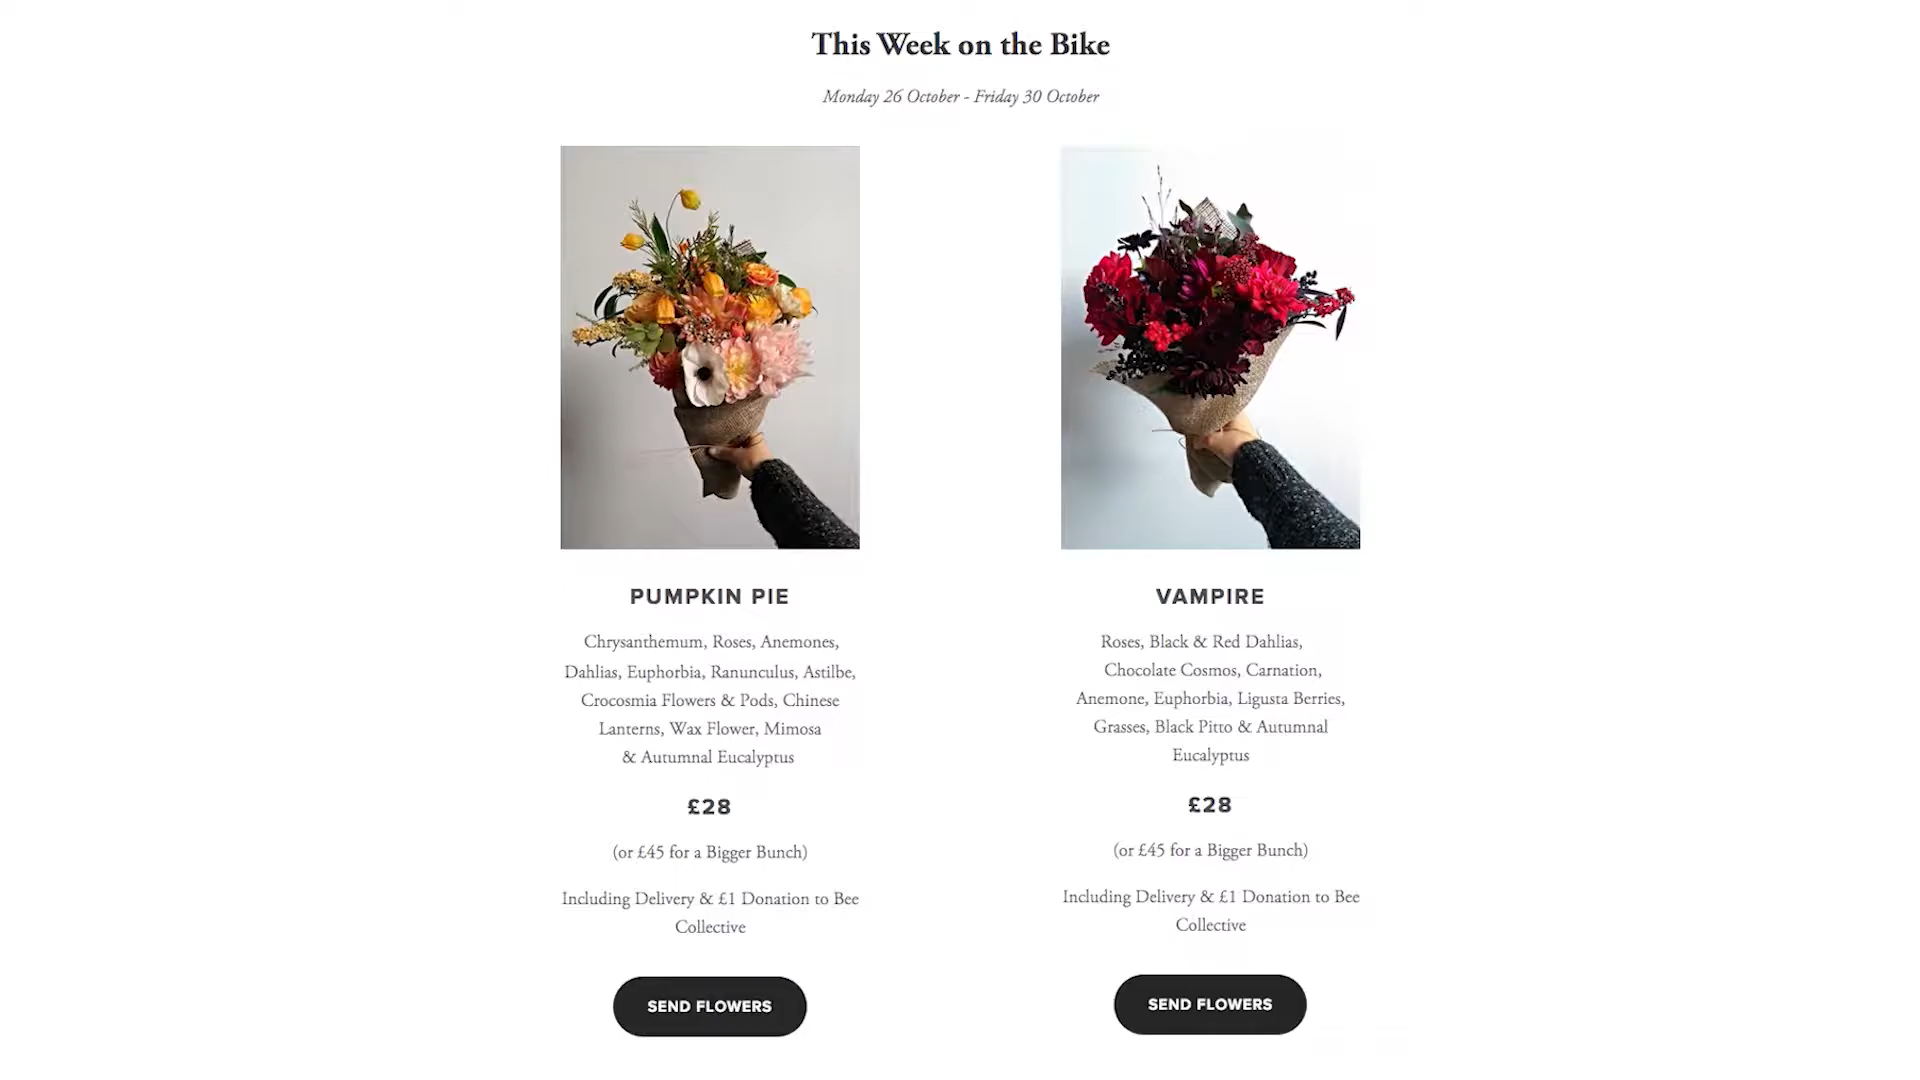 This Week on the Bike
Monday 26 October - Friday 30 October
PUMPKIN PIE
Chrysanthemum, Roses, Anemones,
Dahlias, Euphorbia, Ranunculus, Astilbe,
Crocosmia Flowers & Pods, Chinese
Lanterns, Wax Flower, Mimosa
& Autumnal Eucalyptus
£28
(or £45 for a Bigger Bunch)
Including Delivery & £1 Donation to Bee
Collective
SEND FLOWERS
VAMPIRE
Roses, Black & Red Dahlias,
Chocolate Cosmos, Carnation,
Anemone, Euphorbia, Ligusta Berries,
Grasses, Black Pitto & Autumnal
Eucalyptus
£28
(or £45 for a Bigger Bunch)
Including Delivery & £1 Donation to Bee
Collective
SEND FLOWERS